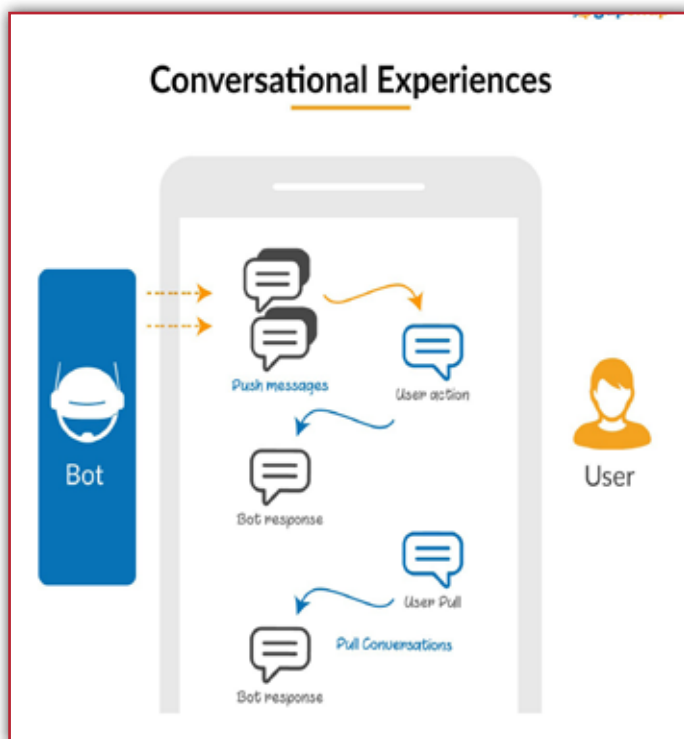 Conversational Experiences
Push messages
User action
Bot
User
Bot response
User Pull
Pull Conversations
Bot response